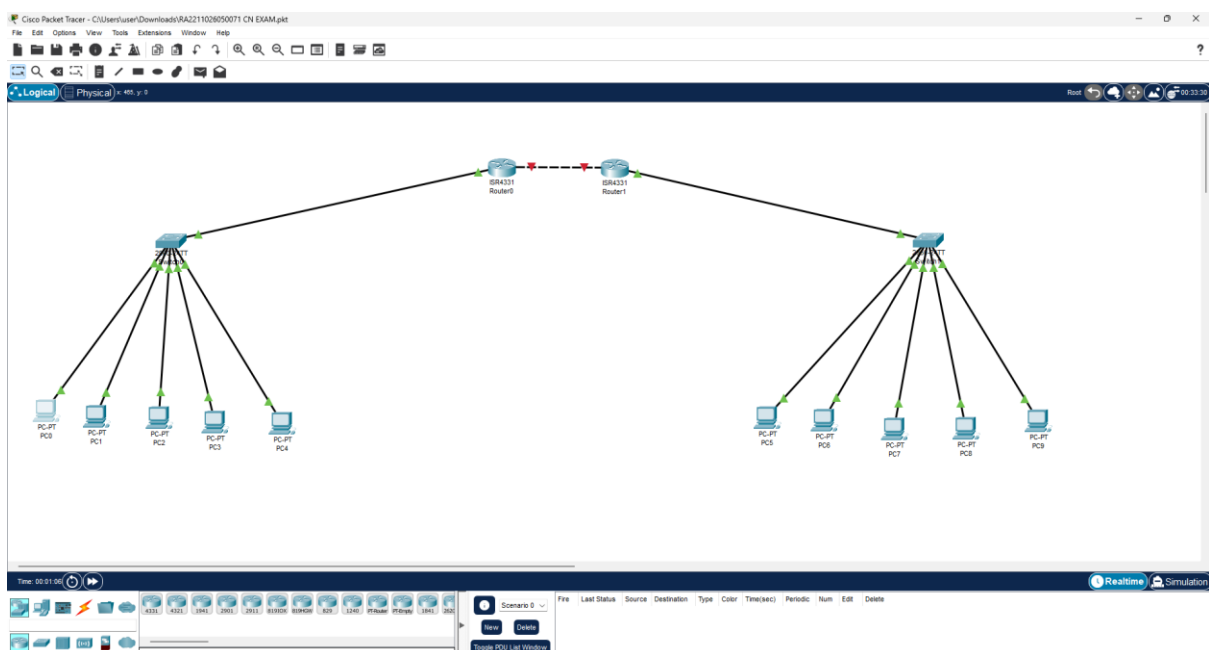 Cisco Packet Tracer - C:\Users\user\Downloads\RA2211026050071 CN EXAM.pkt
File Edit Options View Tools Extensions Window Help
?
Logical Physical x: 465, y: 0 Root 00:33:30
ISR4331 ISR4331
Router0 Router1
PC-PT PC-PT PC-PT PC-PT PC-PT PC-PT PC-PT PC-PT PC-PT PC-PT
PC0 PC1 PC2 PC3 PC4 PC5 PC6 PC7 PC8 PC9
Time: 00:01:06 Realtime Simulation
4331 4321 1941 2901 2911 819IOX 819HGW 829 1240 PT-Router PT-Empty 1841
Scenario 0
Fire Last Status Source Destination Type Color Time(sec) Periodic Num Edit Delete
New Delete
Toggle PDU List Window